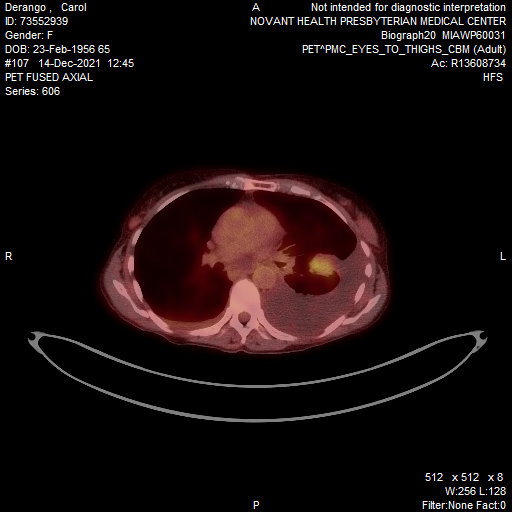 Derango , Carol
ID: 73552939
Gender: F
DOB: 23-Feb-1956 65
#107 14-Dec-2021 12:45
PET FUSED AXIAL
Series: 606
A
Not intended for diagnostic interpretation
NOVANT HEALTH PRESBYTERIAN MEDICAL CENTER
Biograph20 MIAWP60031
PET^PMC_EYES_TO_THIGHS_CBM (Adult)
Ac: R13608734
HFS
R
L
P
512 x 512 x 8
W:256 L:128
Filter:None Fact:0